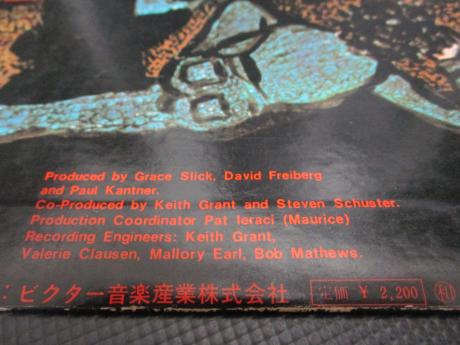 Produced by Grace Slick, David Freiberg
and Paul Kantner.
Co-Produced by Keith Grant and Steven Schuster.
Production Coordinator Pat Ieraci (Maurice)
Recording Engineers: Keith Grant,
Valerie Clausen, Mallory Earl, Bob Mathews.
: ビクター音楽産業株式会社 定価 ¥ 2,200